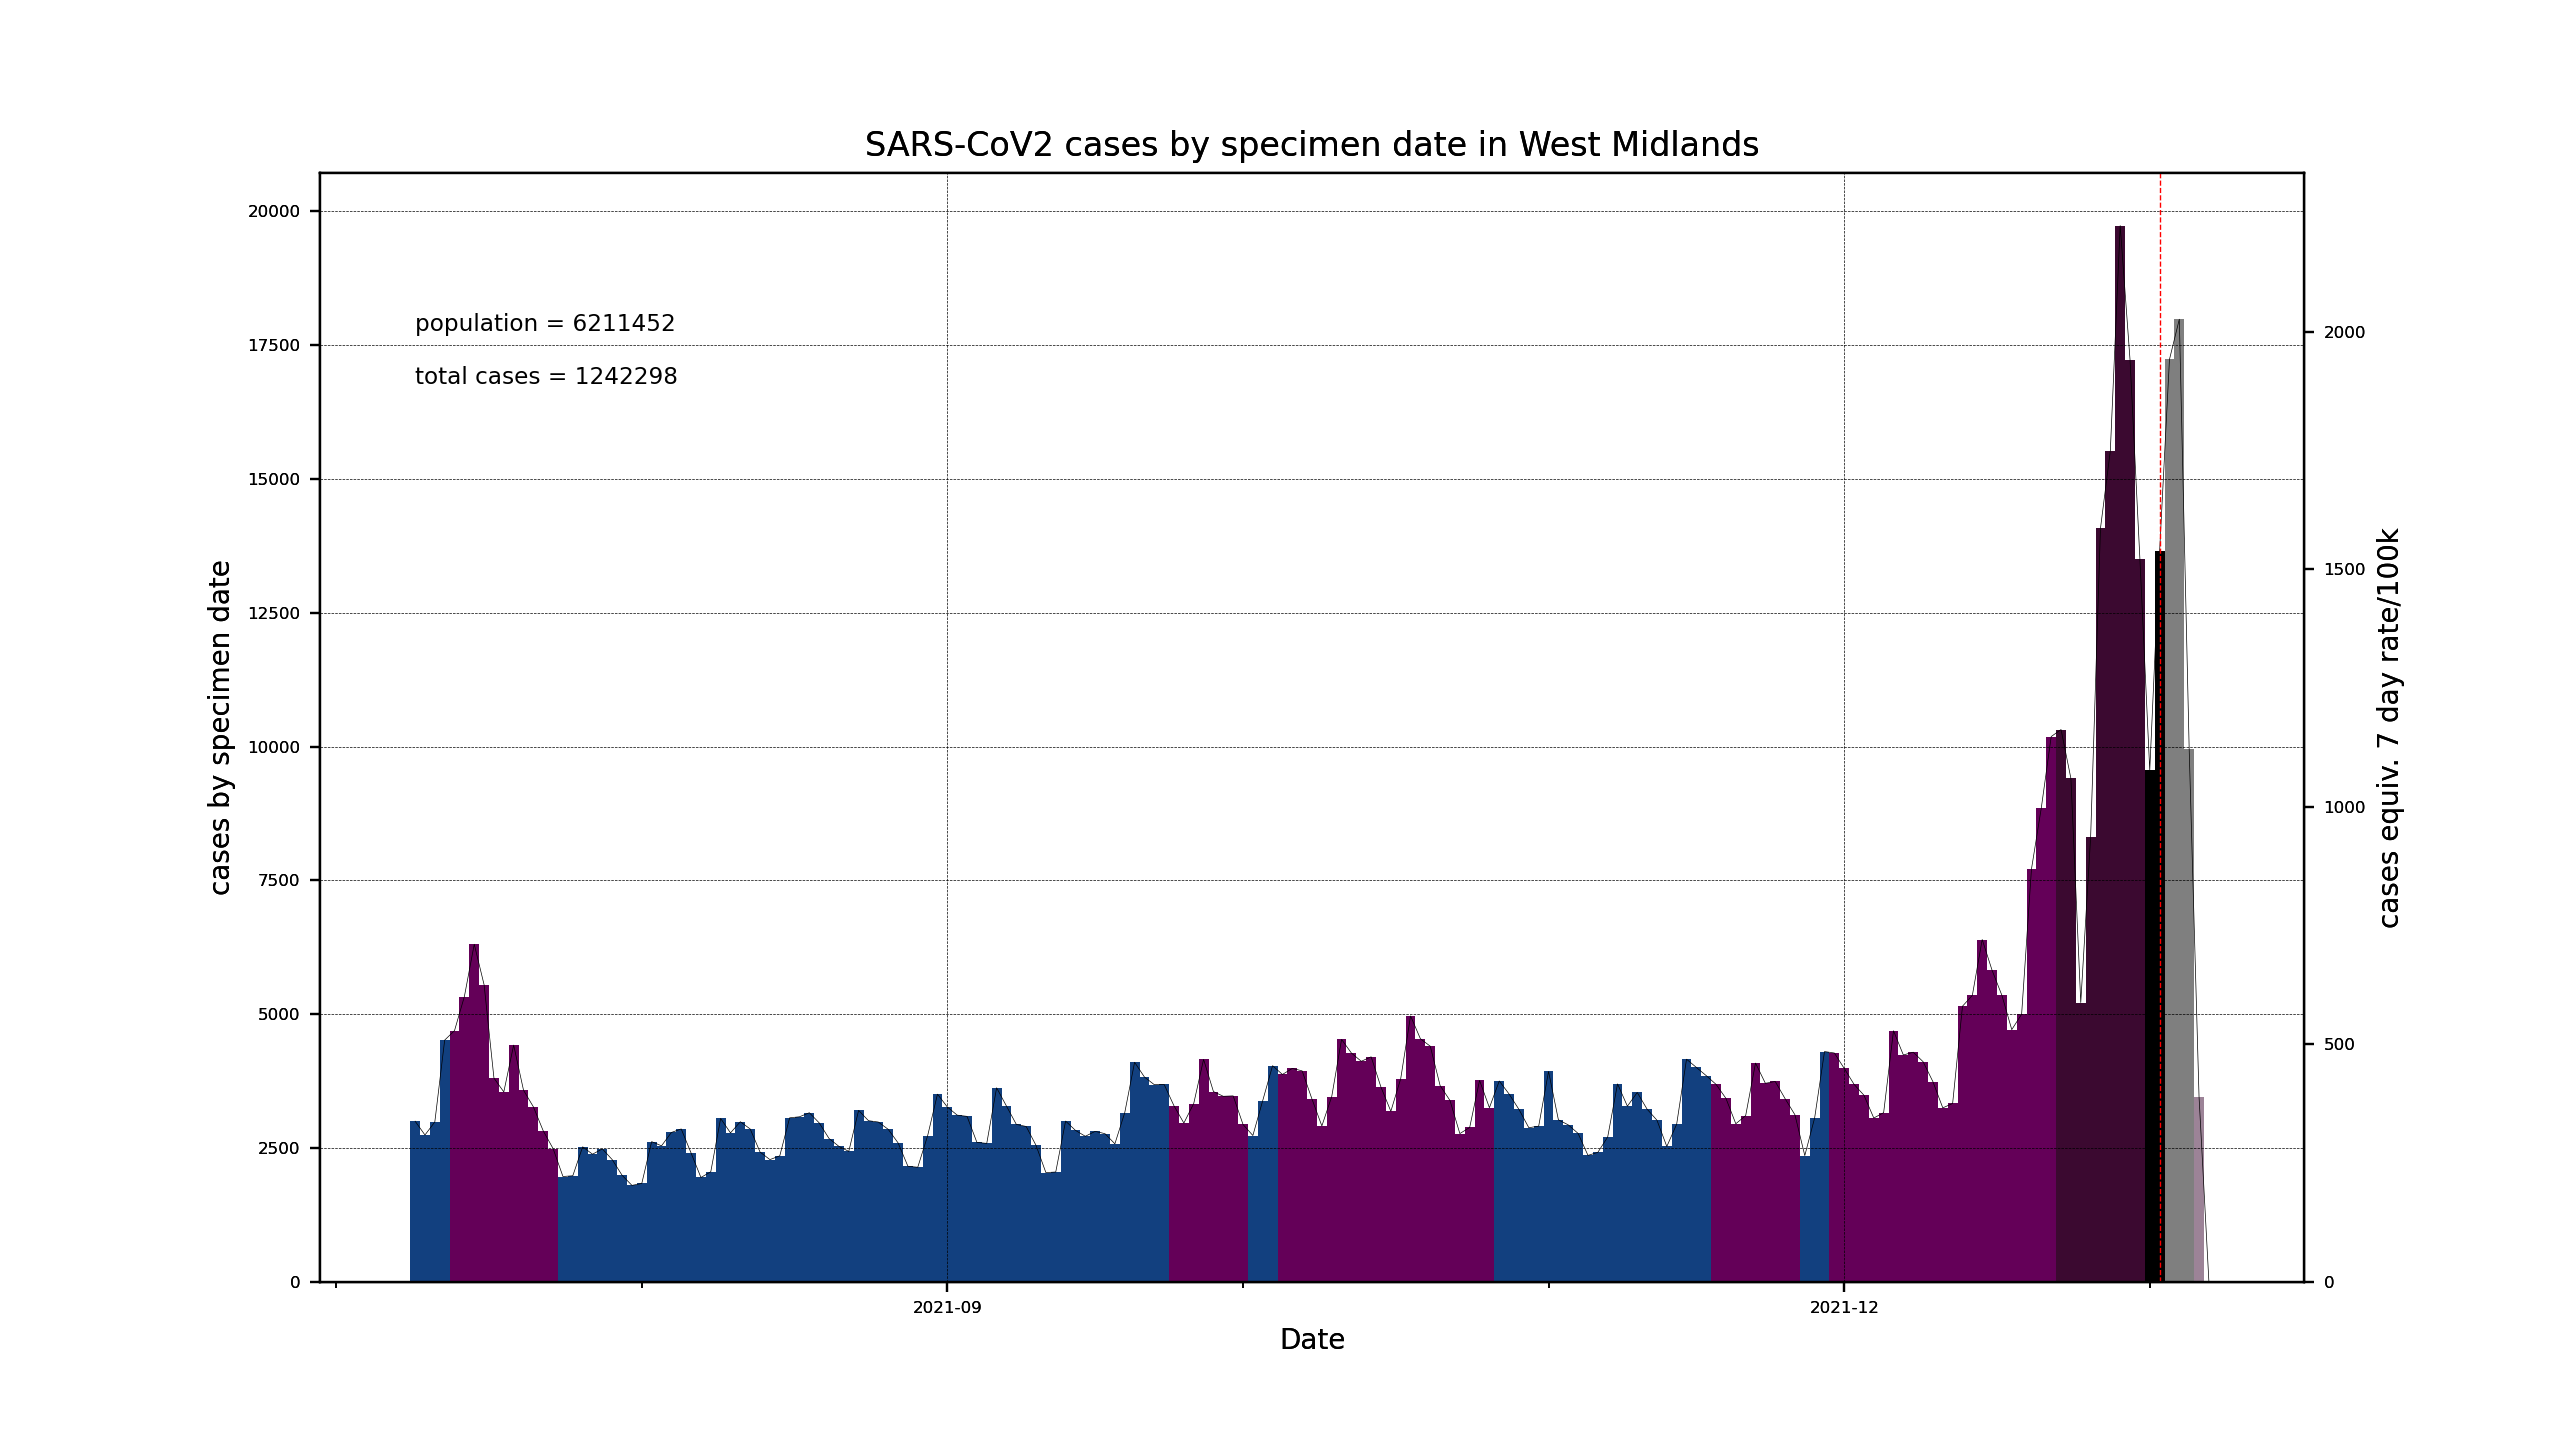 SARS-CoV2 cases by specimen date in West Midlands
population = 6211452
total cases = 1242298
cases by specimen date
20000
17500
15000
12500
10000
7500
5000
2500
0
2000
1500
1000
500
0
cases equiv. 7 day rate/100k
2021-09
2021-12
Date